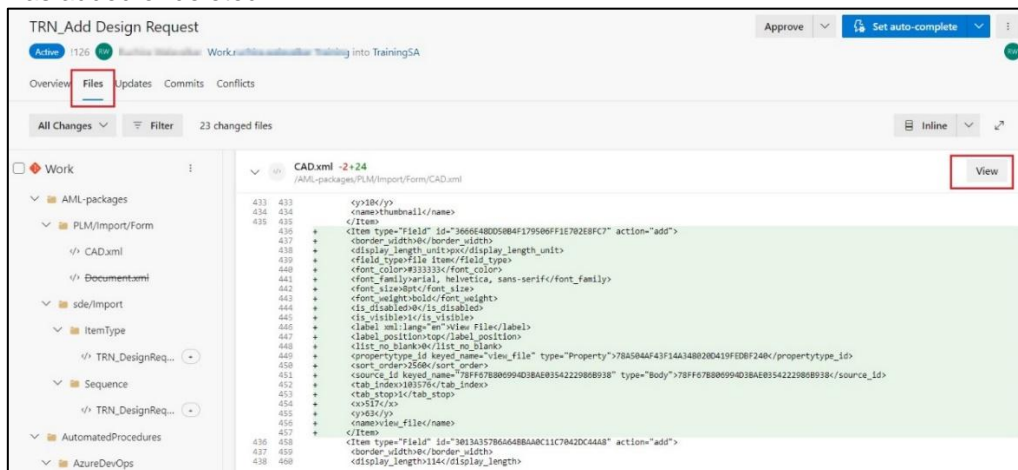 TRN_Add Design Request
Approve
Set auto-complete
Active !126 RW Work. Training into TrainingSA
RW
Overview Files Updates Commits Conflicts
All Changes Filter 23 changed files
Inline
Work
CAD.xml -2+24
/AML-packages/PLM/Import/Form/CAD.xml
View
AML-packages
PLM/Import/Form
CAD.xml
Document.xml
sde/Import
ItemType
TRN_DesignReq...
Sequence
TRN_DesignReq...
AutomatedProcedures
AzureDevOps
433 433 <y>10</y>
434 434 <name>thumbnail</name>
435 435 </Item>
436 + <Item type="Field" id="3666E48DD50B4F179506FF1E702E8FC7" action="add">
437 + <border_width>0</border_width>
438 + <display_length_unit>px</display_length_unit>
439 + <field_type>file item</field_type>
440 + <font_color>#333333</font_color>
441 + <font_family>arial, helvetica, sans-serif</font_family>
442 + <font_size>8pt</font_size>
443 + <font_weight>bold</font_weight>
444 + <is_disabled>0</is_disabled>
445 + <is_visible>1</is_visible>
446 + <label xml:lang="en">View File</label>
447 + <label_position>top</label_position>
448 + <list_no_blank>0</list_no_blank>
449 + <propertytype_id keyed_name="view_file" type="Property">78A504AF43F14A348020D419FEDBF240</propertytype_id>
450 + <sort_order>2560</sort_order>
451 + <source_id keyed_name="78FF67B806994D3BAE0354222986B938" type="Body">78FF67B806994D3BAE0354222986B938</source_id>
452 + <tab_index>103576</tab_index>
453 + <tab_stop>1</tab_stop>
454 + <x>517</x>
455 + <y>63</y>
456 + <name>view_file</name>
457 + </Item>
436 458 <Item type="Field" id="3013A357B6A64BBAA0C11C7042DC44A8" action="add">
437 459 <border_width>0</border_width>
438 460 <display_length>114</display_length>